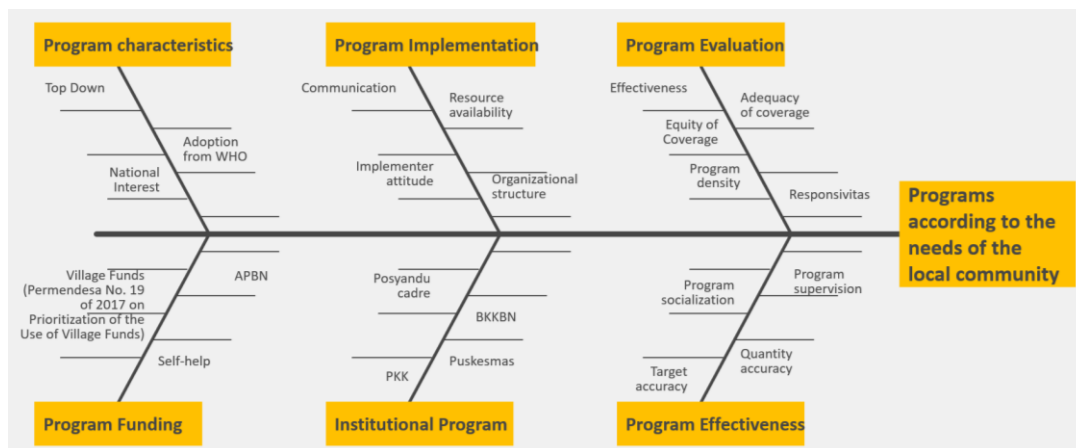 Program characteristics
Top Down
Adoption
from WHO
National
Interest
Program Implementation
Communication
Resource
availability
Implementer
attitude
Organizational
structure
Program Evaluation
Effectiveness
Adequacy
of coverage
Equity of
Coverage
Program
density
Responsivitas
Programs
according to the
needs of the
local community
Village Funds
(Permendesa No. 19
of 2017 on
Prioritization of the
Use of Village Funds)
APBN
Self-help
Program Funding
Posyandu
cadre
BKKBN
Puskesmas
PKK
Institutional Program
Program
socialization
Program
supervision
Target
accuracy
Quantity
accuracy
Program Effectiveness